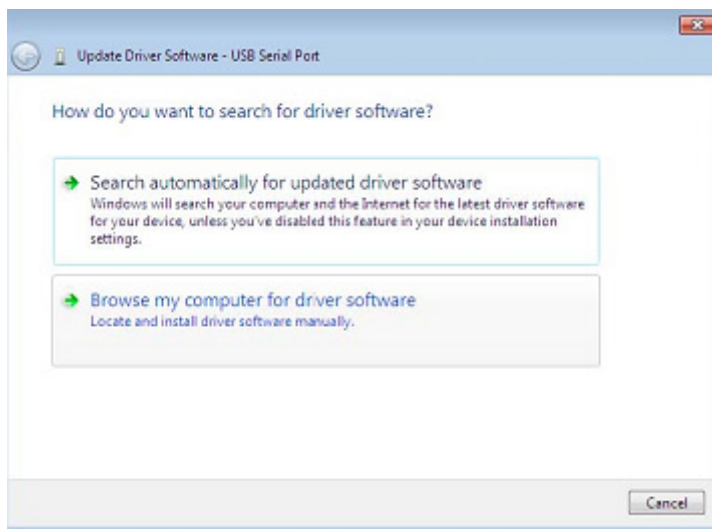 Update Driver Software - USB Serial Port
How do you want to search for driver software?
Search automatically for updated driver software
Windows will search your computer and the Internet for the latest driver software
for your device, unless you've disabled this feature in your device installation
settings.
Browse my computer for driver software
Locate and install driver software manually.
Cancel